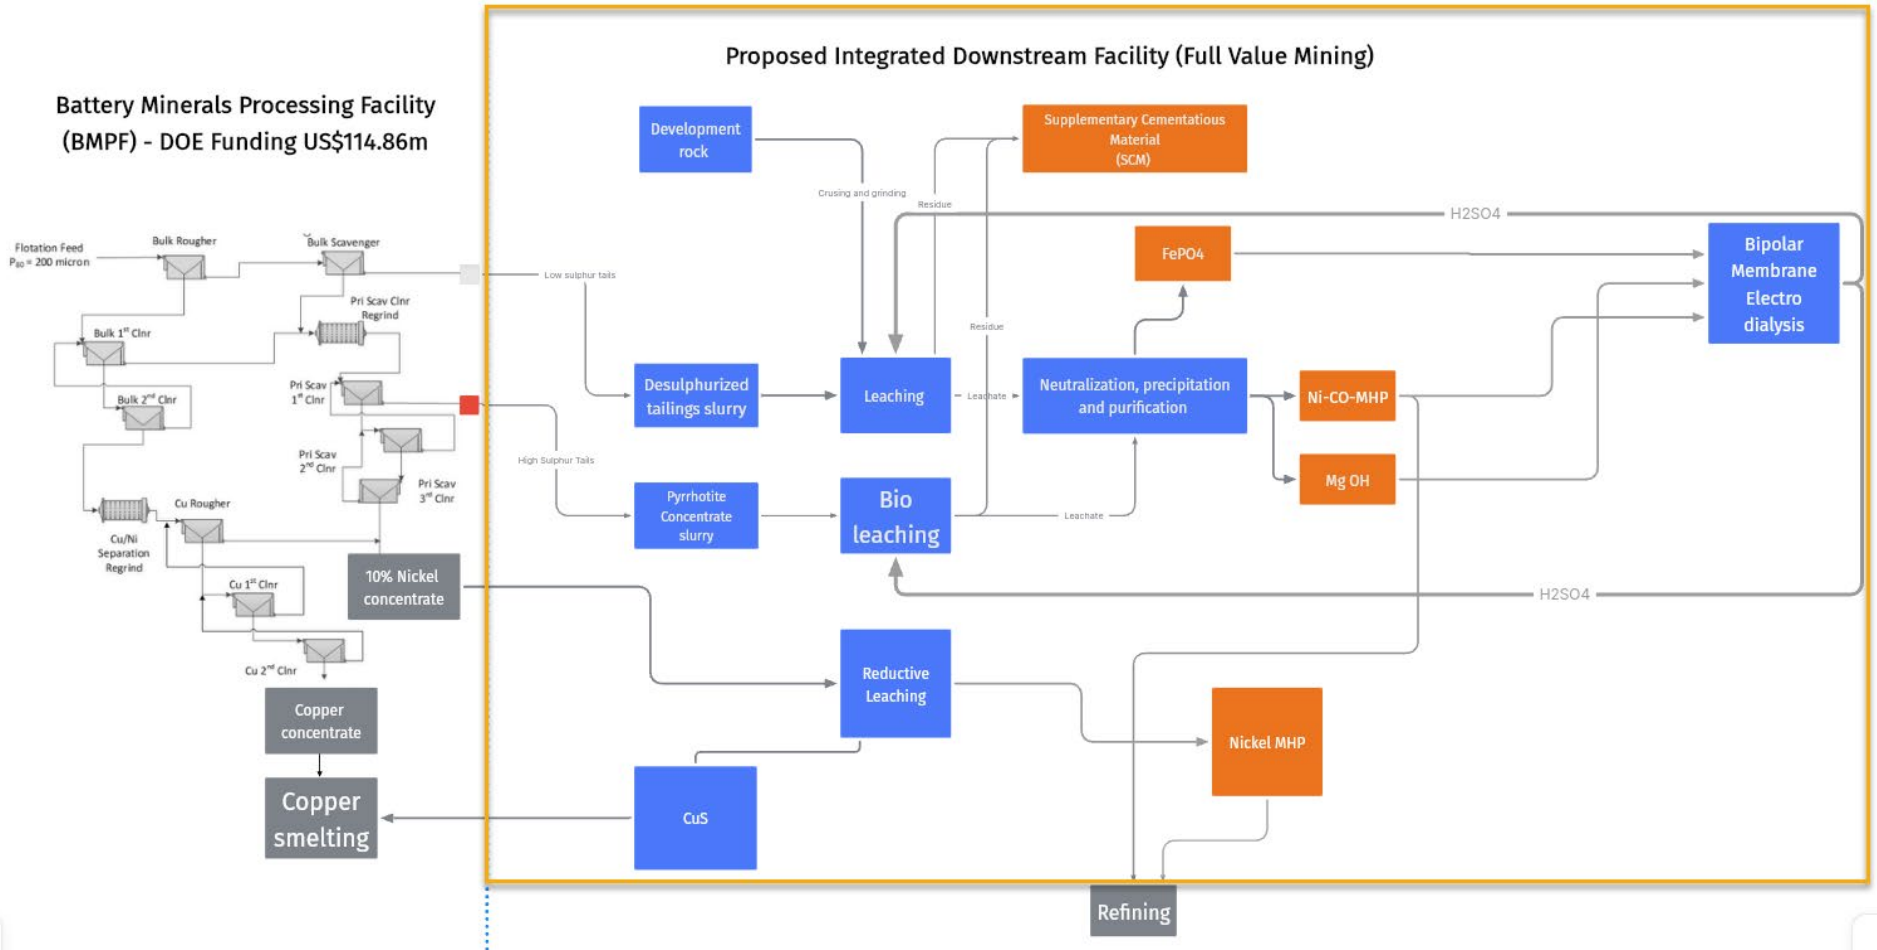 Proposed Integrated Downstream Facility (Full Value Mining)
Battery Minerals Processing Facility
(BMPF) - DOE Funding US$114.86m
Development
rock
Supplementary Cementatious
Material
(SCM)
Crusing and grinding
Residue
H2SO4
Flotation Feed
P80 = 200 micron
Bulk Rougher
Bulk Scavenger
Low sulphur tails
FePO4
Bipolar
Membrane
Electro
dialysis
Pri Scav Clnr
Regrind
Bulk 1st Clnr
Residue
Pri Scav
1st Clnr
Bulk 2nd Clnr
Desulphurized
tailings slurry
Leaching
Leachate
Neutralization, precipitation
and purification
Ni-CO-MHP
Pri Scav
2nd Clnr
High Sulphur Tails
Mg OH
Pri Scav
3rd Clnr
Cu Rougher
Pyrrhotite
Concentrate
slurry
Bio
leaching
Leachate
Cu/Ni
Separation
Regrind
10% Nickel
concentrate
H2SO4
Cu 1st Clnr
Cu 2nd Clnr
Reductive
Leaching
Copper
concentrate
Nickel MHP
Copper
smelting
CuS
Refining